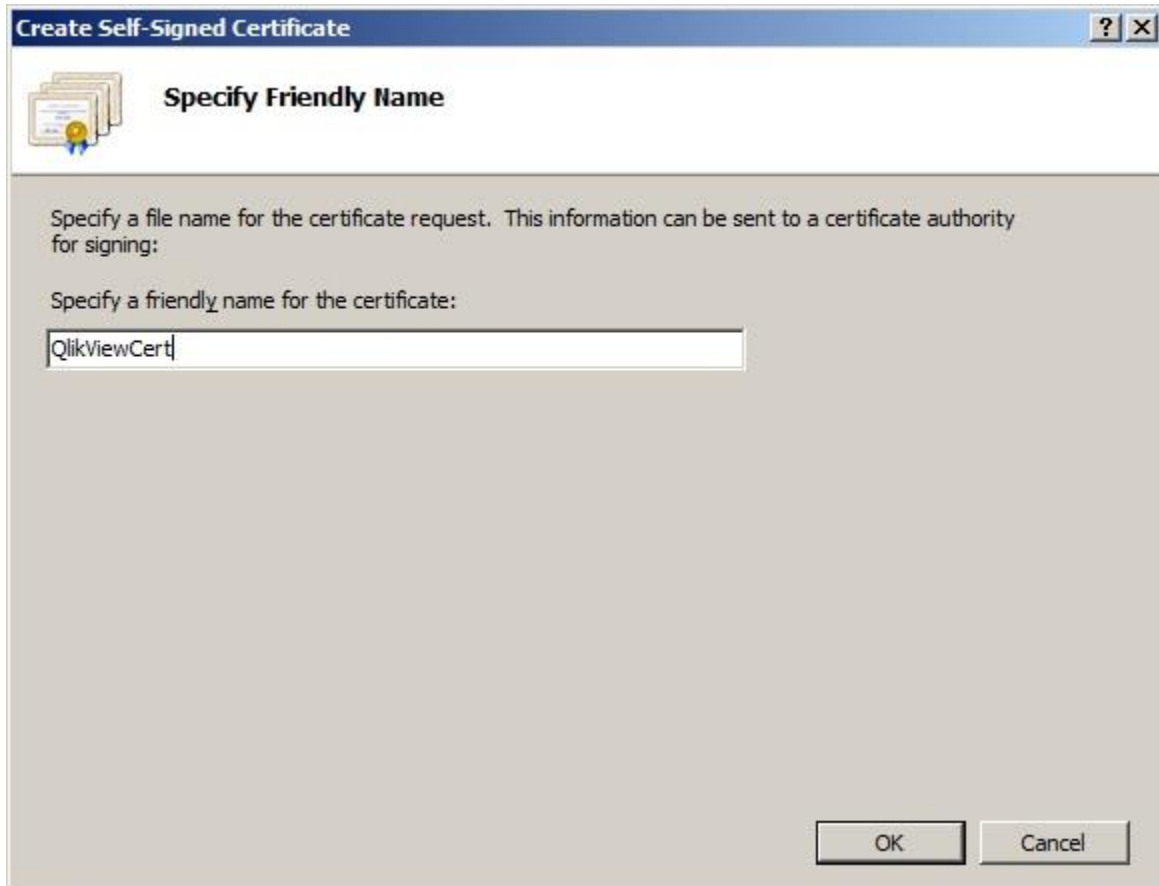 Create Self-Signed Certificate
Specify Friendly Name
Specify a file name for the certificate request.  This information can be sent to a certificate authority
for signing:
Specify a friendly name for the certificate:
QlikViewCert
OK Cancel